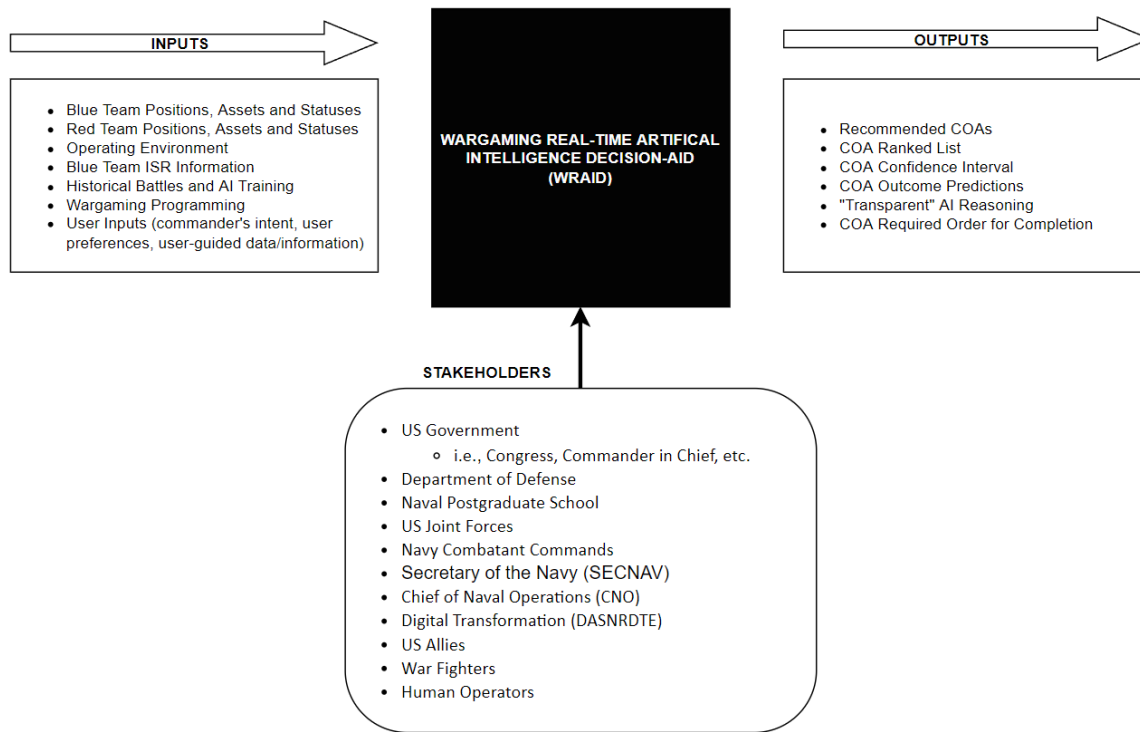 INPUTS
Blue Team Positions, Assets and Statuses
Red Team Positions, Assets and Statuses
Operating Environment
Blue Team ISR Information
Historical Battles and AI Training
Wargaming Programming
User Inputs (commander's intent, user
preferences, user-guided data/information)
WARGAMING REAL-TIME ARTIFICAL
INTELLIGENCE DECISION-AID
(WRAID)
OUTPUTS
Recommended COAs
COA Ranked List
COA Confidence Interval
COA Outcome Predictions
"Transparent" AI Reasoning
COA Required Order for Completion
STAKEHOLDERS
US Government
i.e., Congress, Commander in Chief, etc.
Department of Defense
Naval Postgraduate School
US Joint Forces
Navy Combatant Commands
Secretary of the Navy (SECNAV)
Chief of Naval Operations (CNO)
Digital Transformation (DASNRDTE)
US Allies
War Fighters
Human Operators